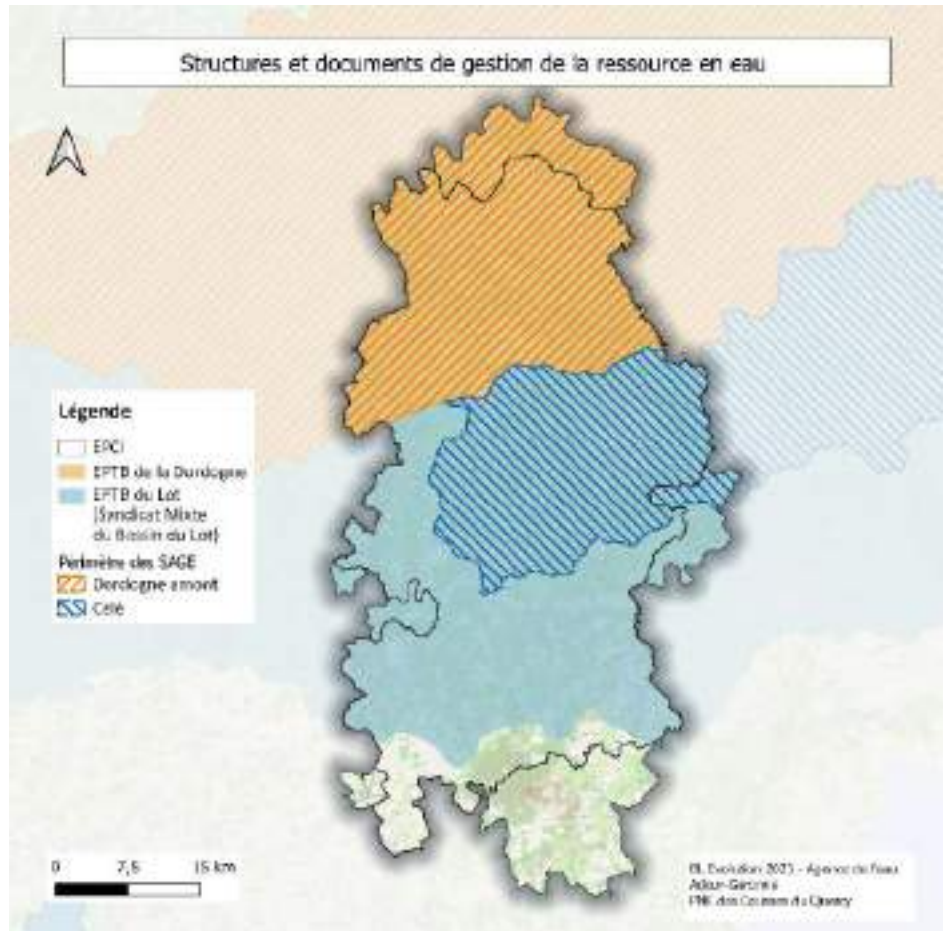 Structures et documents de gestion de la ressource en eau
Légende
EPCI
EPTB de la Dordogne
EPTB du Lot
(Syndicat Mixte
du Bassin du Lot)
Périmètre des SAGE
Dordogne amont
Célé
0 7,5 15 km
BL Evolution - Agence de l'eau
Adour-Garonne
PNR des Causses du Quercy